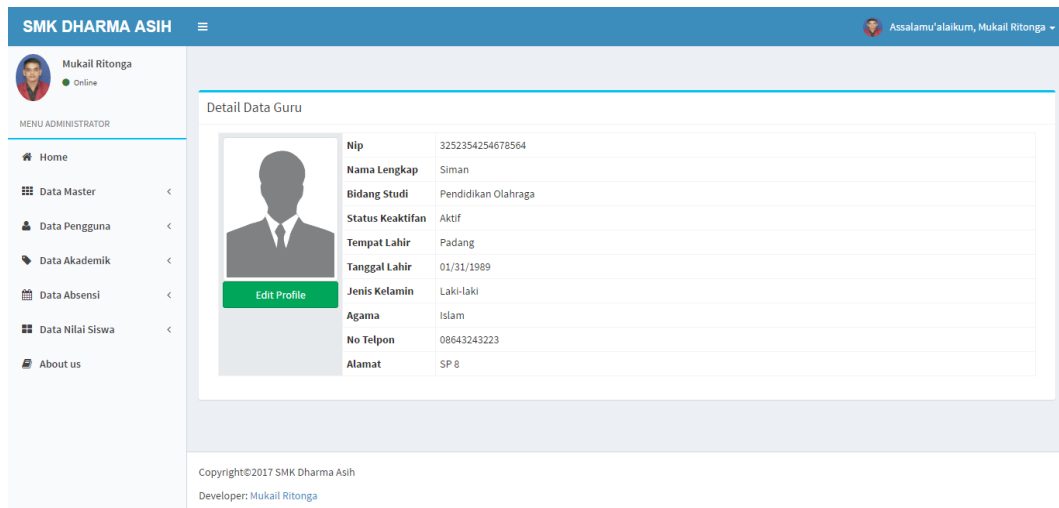 SMK DHARMA ASIH
Assalamu'alaikum, Mukail Ritonga
Mukail Ritonga
Online
MENU ADMINISTRATOR
Home
Data Master
Data Pengguna
Data Akademik
Data Absensi
Data Nilai Siswa
About us
Detail Data Guru
Edit Profile
Nip 3252354254678564
Nama Lengkap Siman
Bidang Studi Pendidikan Olahraga
Status Keaktifan Aktif
Tempat Lahir Padang
Tanggal Lahir 01/31/1989
Jenis Kelamin Laki-laki
Agama Islam
No Telpon 08643243223
Alamat SP 8
Copyright©2017 SMK Dharma Asih
Developer: Mukail Ritonga